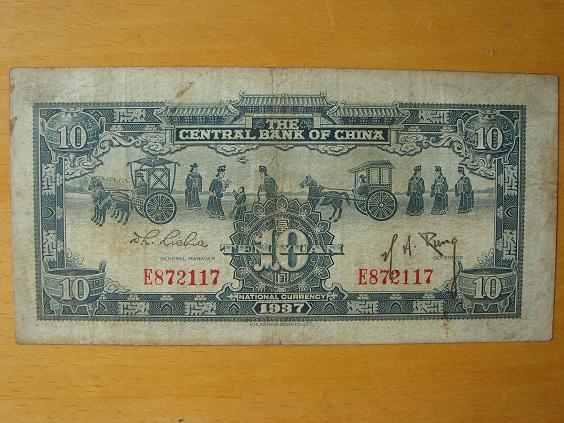 THE
CENTRAL BANK OF CHINA
10 10
TEN YUAN
10
GENERAL MANAGER GOVERNOR
E872117 E872117
10 10
NATIONAL CURRENCY
1937